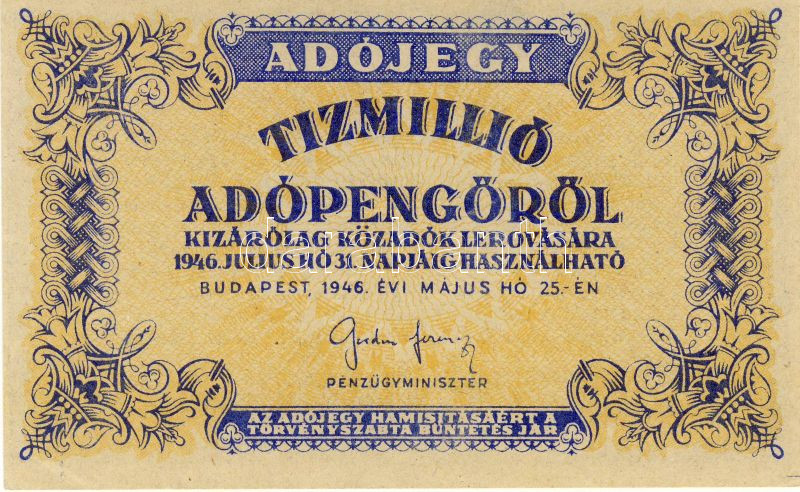 ADÓJEGY
TIZMILLIÓ
ADÓPENGŐRŐL
KIZÁRÓLAG KÖZADÓK LEROVÁSÁRA
1946. JULIUS HÓ 31. NAPJÁIG HASZNÁLHATÓ
BUDAPEST, 1946. ÉVI MÁJUS HÓ 25.-ÉN
PÉNZÜGYMINISZTER
AZ ADÓJEGY HAMISITÁSÁÉRT A
TÖRVÉNYSZABTA BÜNTETÉS JÁR